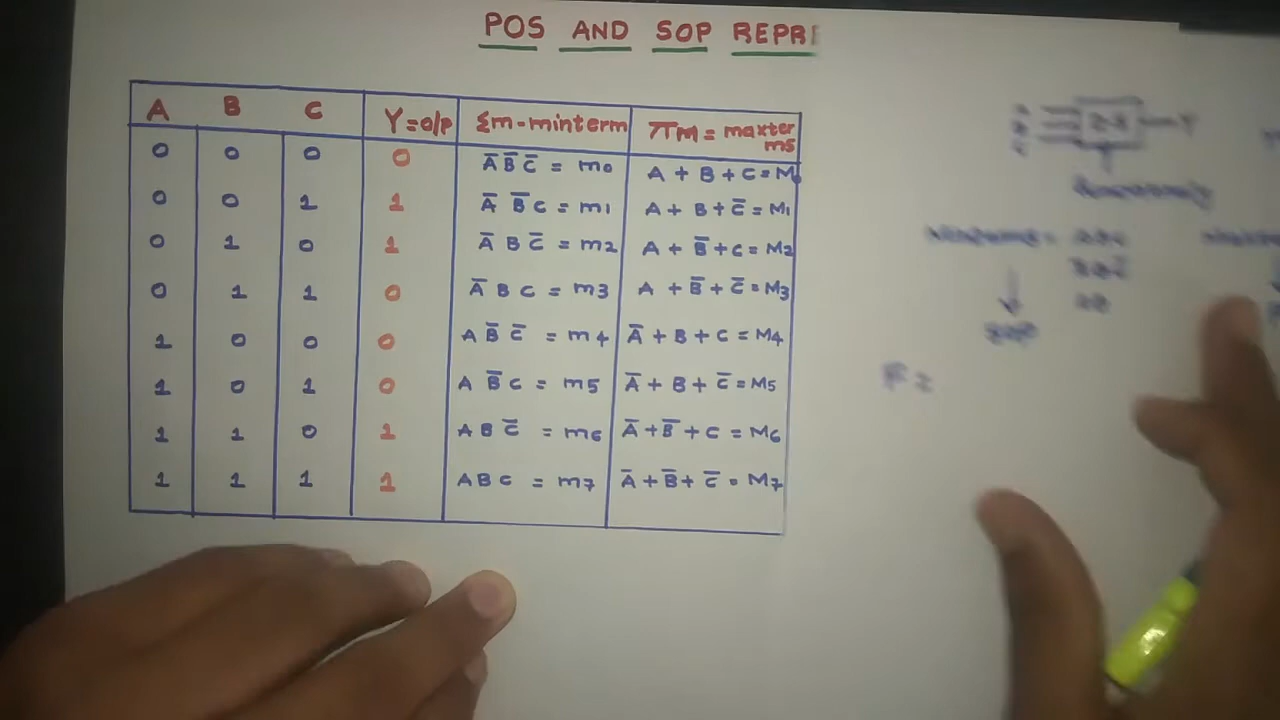 POS AND SOP REPRE
A B C Y=o/p Σm-minterm πM = maxterms
0 0 0 0 A̅ B̅ C̅ = m0 A + B + C = M0
0 0 1 1 A̅ B̅ C = m1 A + B + C̅ = M1
0 1 0 1 A̅ B C̅ = m2 A + B̅ + C = M2
0 1 1 0 A̅ B C = m3 A + B̅ + C̅ = M3
1 0 0 0 A B̅ C̅ = m4 A̅ + B + C = M4
1 0 1 0 A B̅ C = m5 A̅ + B + C̅ = M5
1 1 0 1 A B C̅ = m6 A̅ + B̅ + C = M6
1 1 1 1 A B C = m7 A̅ + B̅ + C̅ = M7
Y
SOP
F =